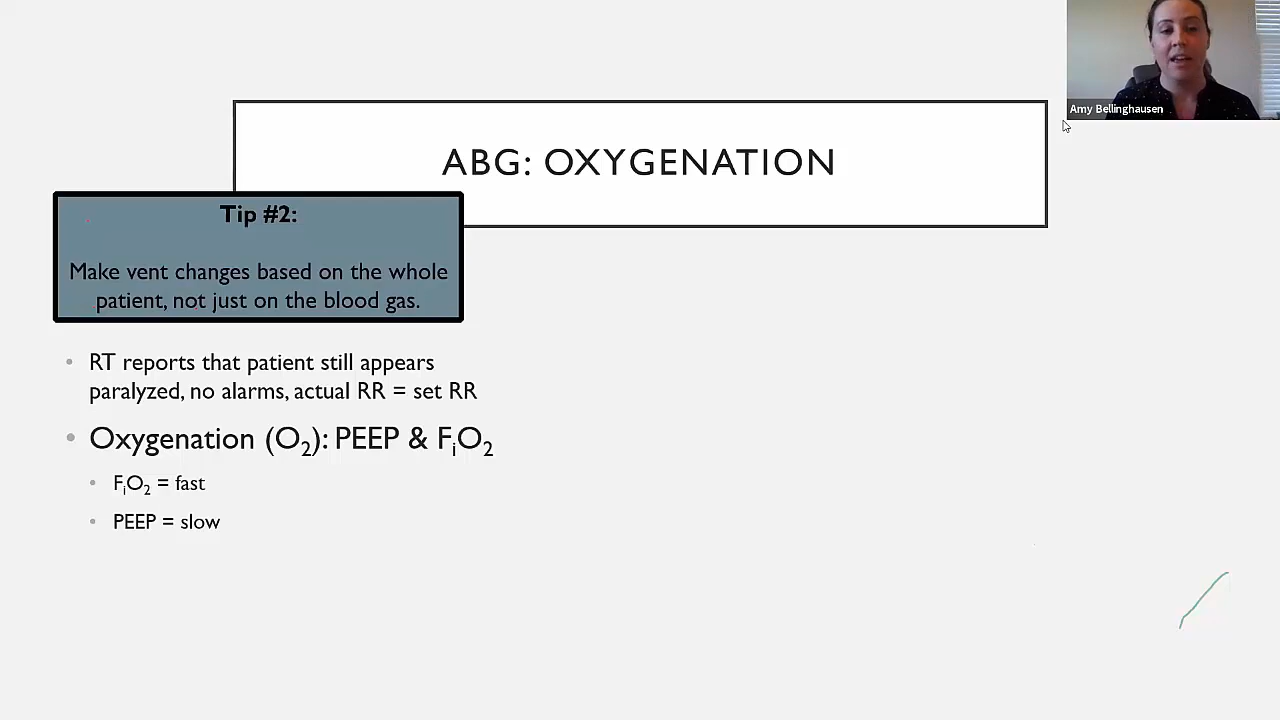 Amy Bellinghausen
ABG: OXYGENATION
Tip #2:
Make vent changes based on the whole
patient, not just on the blood gas.
• RT reports that patient still appears
paralyzed, no alarms, actual RR = set RR
• Oxygenation (O₂): PEEP & FᵢO₂
• FᵢO₂ = fast
• PEEP = slow